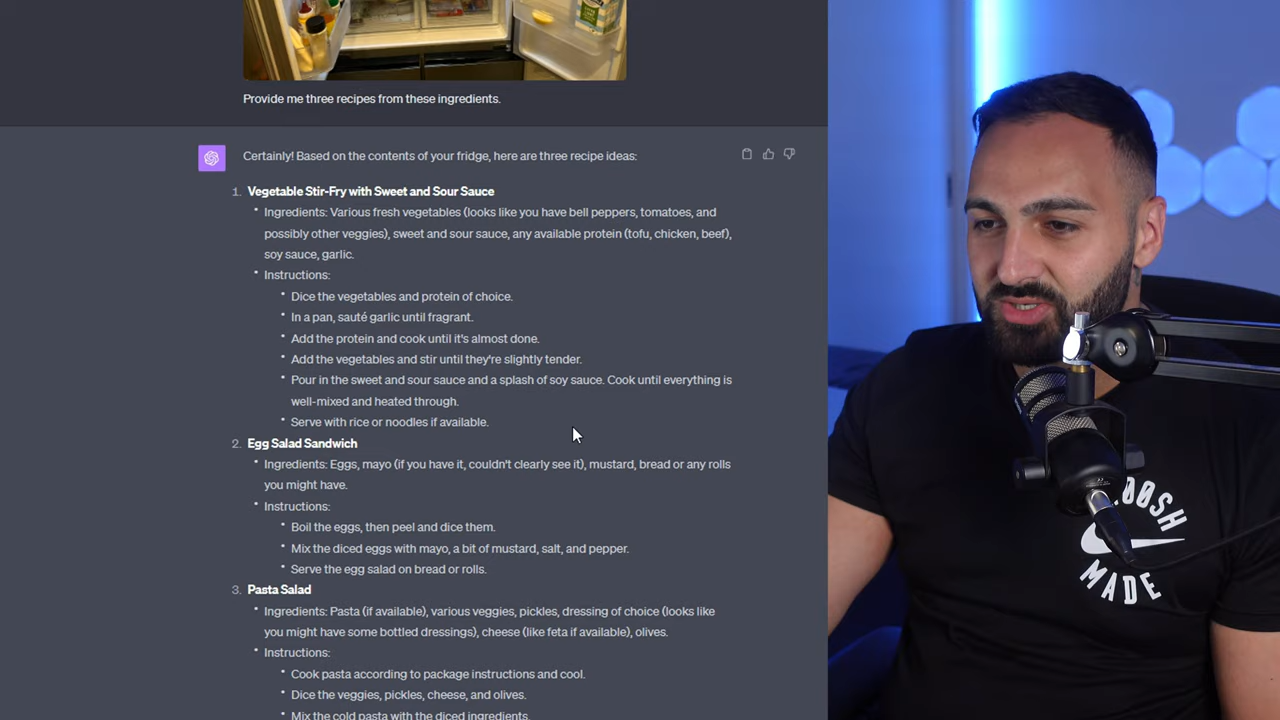 Provide me three recipes from these ingredients.
Certainly! Based on the contents of your fridge, here are three recipe ideas:
1. Vegetable Stir-Fry with Sweet and Sour Sauce
• Ingredients: Various fresh vegetables (looks like you have bell peppers, tomatoes, and
possibly other veggies), sweet and sour sauce, any available protein (tofu, chicken, beef),
soy sauce, garlic.
• Instructions:
• Dice the vegetables and protein of choice.
• In a pan, sauté garlic until fragrant.
• Add the protein and cook until it's almost done.
• Add the vegetables and stir until they're slightly tender.
• Pour in the sweet and sour sauce and a splash of soy sauce. Cook until everything is
well-mixed and heated through.
• Serve with rice or noodles if available.
2. Egg Salad Sandwich
• Ingredients: Eggs, mayo (if you have it, couldn't clearly see it), mustard, bread or any rolls
you might have.
• Instructions:
• Boil the eggs, then peel and dice them.
• Mix the diced eggs with mayo, a bit of mustard, salt, and pepper.
• Serve the egg salad on bread or rolls.
3. Pasta Salad
• Ingredients: Pasta (if available), various veggies, pickles, dressing of choice (looks like
you might have some bottled dressings), cheese (like feta if available), olives.
• Instructions:
• Cook pasta according to package instructions and cool.
• Dice the veggies, pickles, cheese, and olives.
• Mix the cold pasta with the diced ingredients.
MADE